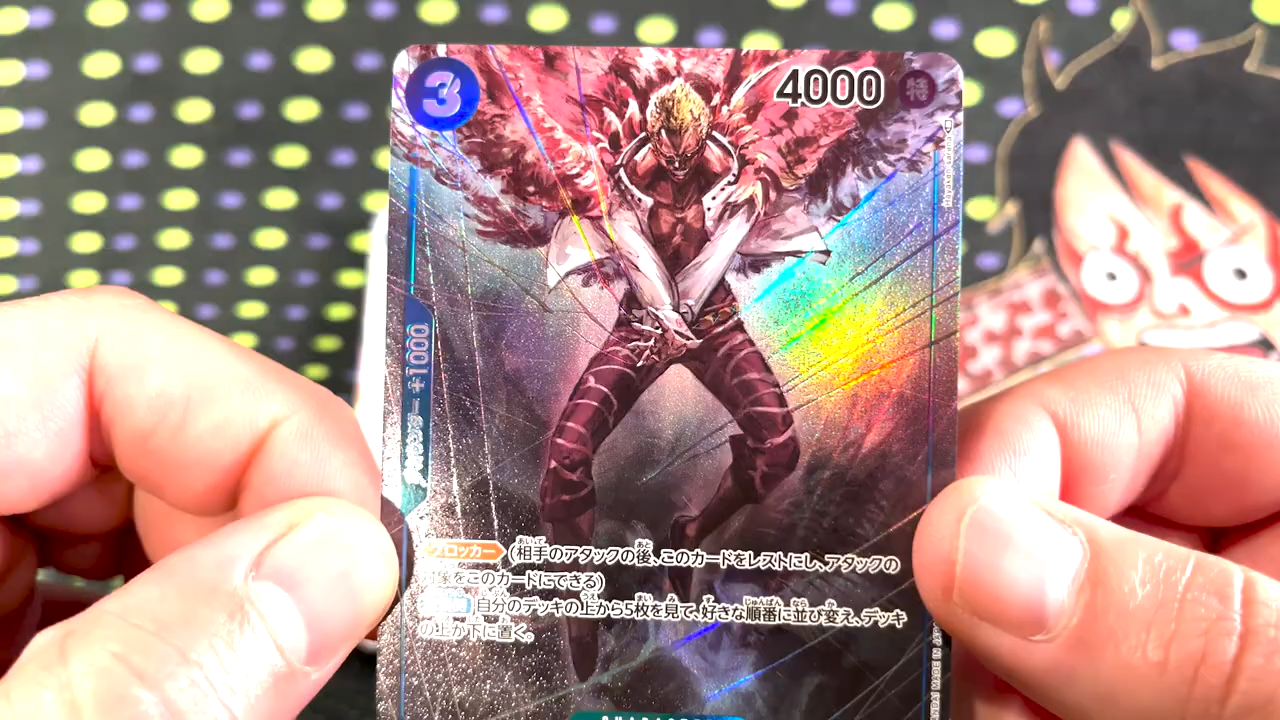 3
4000
特
カウンター +1000
ブロッカー (相手のアタックの後、このカードをレストにし、アタックの
対象をこのカードにできる)
自分のデッキの上から5枚を見て、好きな順番に並び変え、デッキ
の上か下に置く。